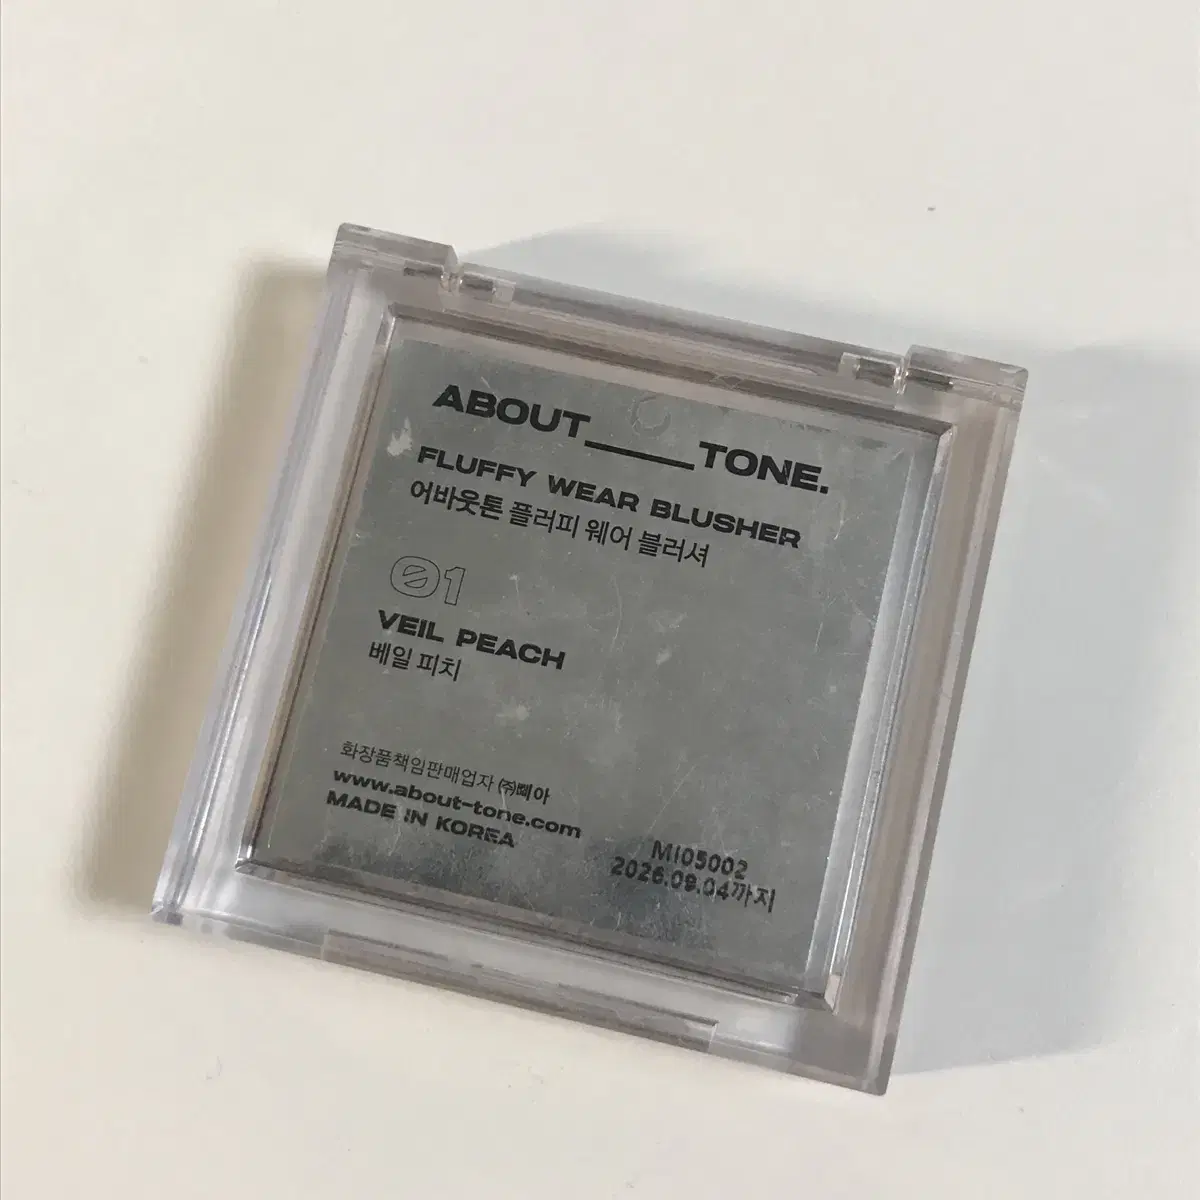 ABOUT____TONE.
FLUFFY WEAR BLUSHER
어바웃톤 플러피 웨어 블러셔
01
VEIL PEACH
베일 피치
화장품책임판매업자 ㈜삐아
www.about-tone.com
MADE IN KOREA
MI05002
2026.09.04까지